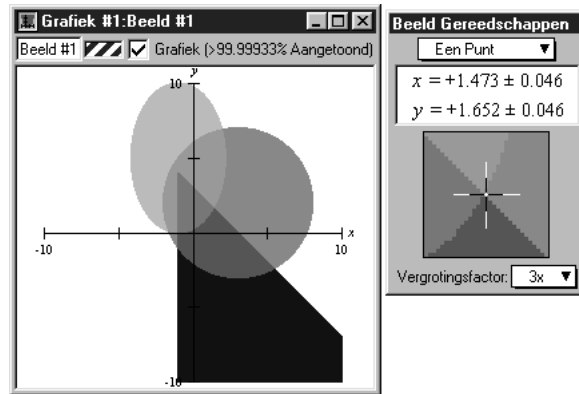 Grafiek #1:Beeld #1
Beeld #1 Grafiek (>99.99933% Aangetoond)
y
10
x
-10
10
-10
Beeld Gereedschappen
Een Punt
x = +1.473 ± 0.046
y = +1.652 ± 0.046
Vergrotingsfactor: 3x